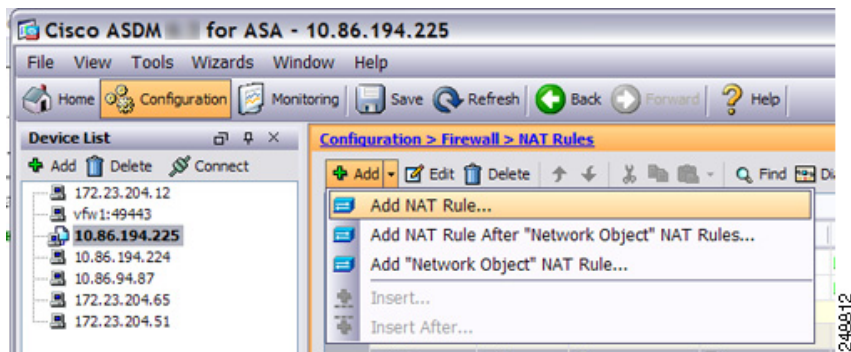 Cisco ASDM for ASA - 10.86.194.225
File View Tools Wizards Window Help
Home Configuration Monitoring Save Refresh Back Forward Help
Device List
Add Delete Connect
172.23.204.12
vfw1:49443
10.86.194.225
10.86.194.224
10.86.94.87
172.23.204.65
172.23.204.51
Configuration > Firewall > NAT Rules
Add Edit Delete Find
Add NAT Rule...
Add NAT Rule After "Network Object" NAT Rules...
Add "Network Object" NAT Rule...
Insert...
Insert After...
248812